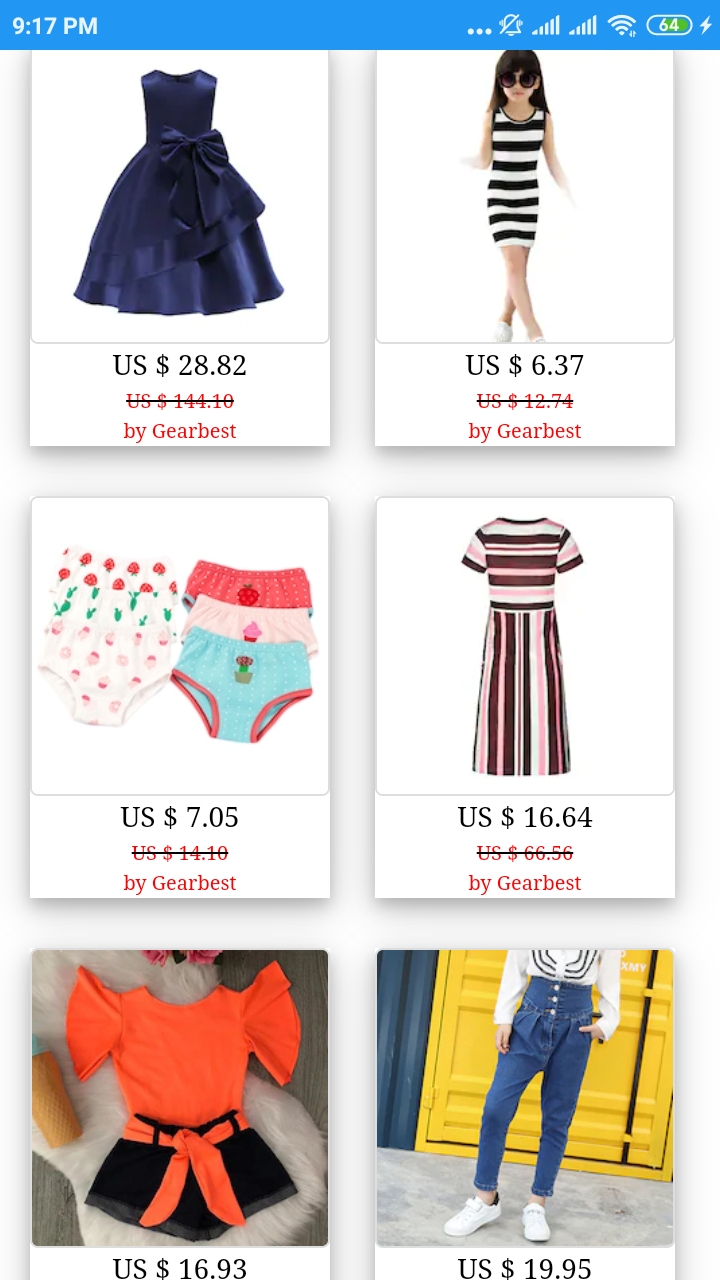 9:17 PM
64
US $ 28.82
US $ 6.37
US $ 144.10
US $ 12.74
by Gearbest
by Gearbest
US $ 7.05
US $ 16.64
US $ 14.10
US $ 66.56
by Gearbest
by Gearbest
XMY
US $ 16.93
US $ 19.95